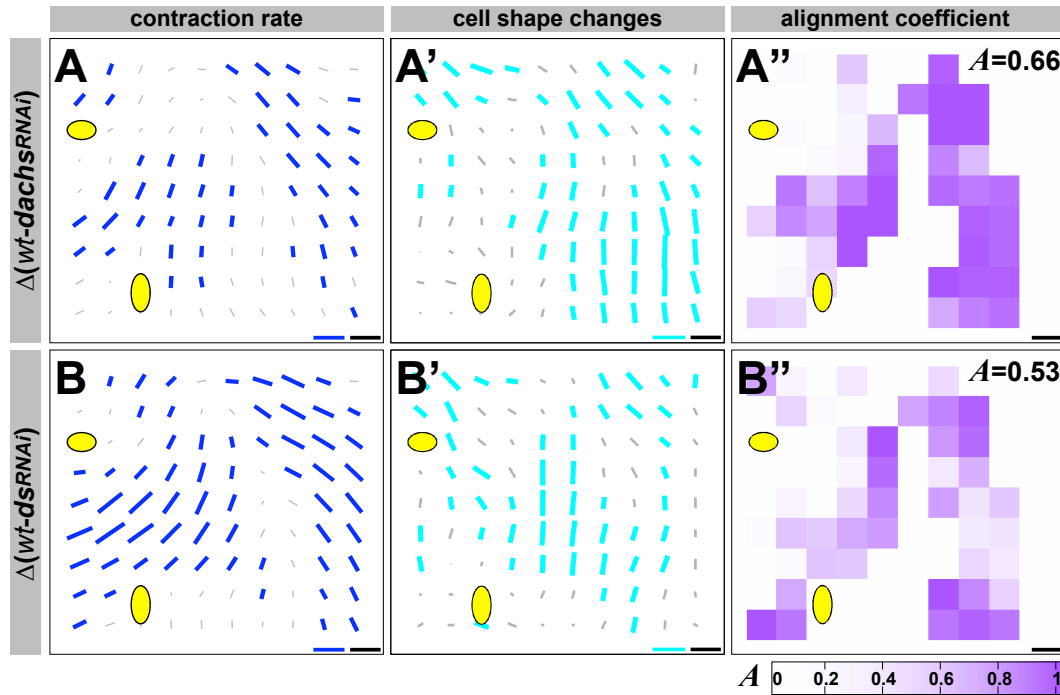 contraction rate
cell shape changes
alignment coefficient
Δ(wt-dachsRNAi)
A
A’
A”
A=0.66
Δ(wt-dsRNAi)
B
B’
B”
A=0.53
A 0 0.2 0.4 0.6 0.8 1